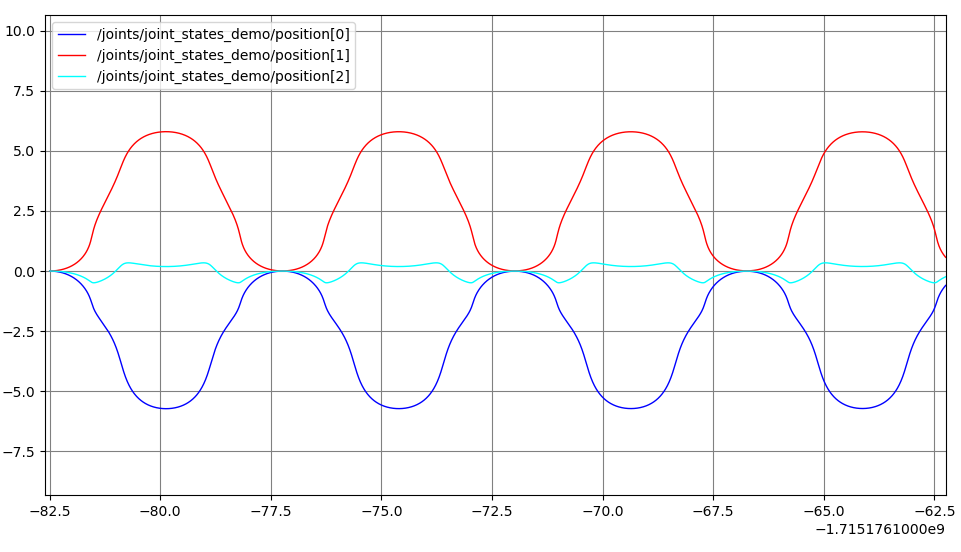 10.0
/joints/joint_states_demo/position[0]
/joints/joint_states_demo/position[1]
/joints/joint_states_demo/position[2]
7.5
5.0
2.5
0.0
−2.5
−5.0
−7.5
−82.5 −80.0 −77.5 −75.0 −72.5 −70.0 −67.5 −65.0 −62.5
−1.7151761000e9